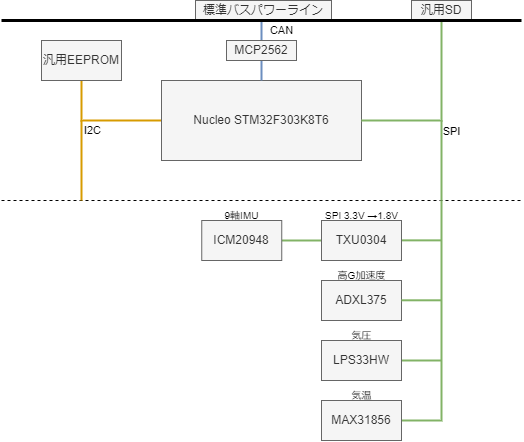 標準バスパワーライン
汎用SD
CAN
MCP2562
汎用EEPROM
Nucleo STM32F303K8T6
I2C
SPI
9軸IMU
SPI 3.3V →1.8V
ICM20948
TXU0304
高G加速度
ADXL375
気圧
LPS33HW
気温
MAX31856